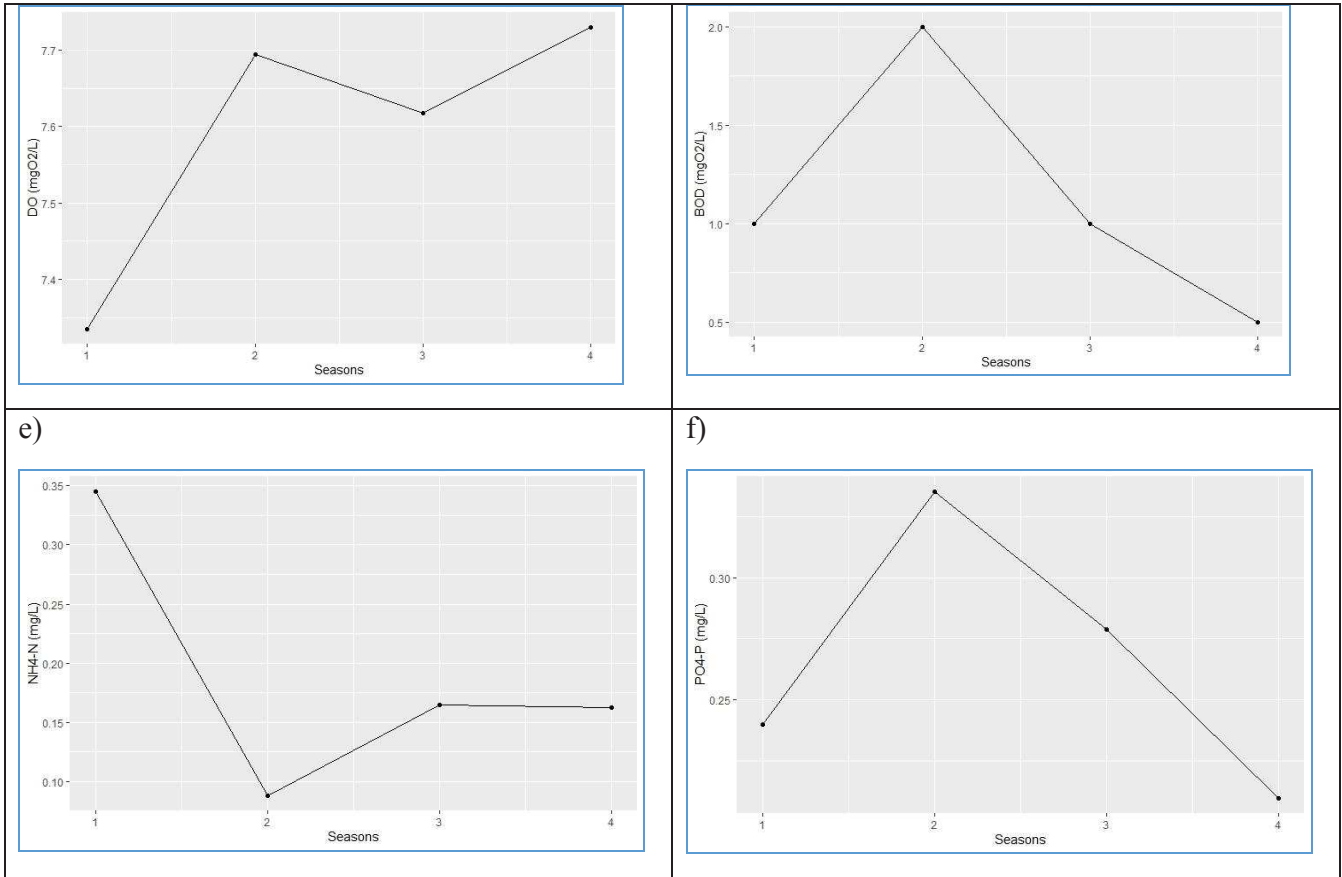 DO (mgO2/L)
7.7
7.6
7.5
7.4
1 2 3 4
Seasons
BOD (mgO2/L)
2.0
1.5
1.0
0.5
1 2 3 4
Seasons
e)
NH4-N (mg/L)
0.35
0.30
0.25
0.20
0.15
0.10
1 2 3 4
Seasons
f)
PO4-P (mg/L)
0.30
0.25
1 2 3 4
Seasons